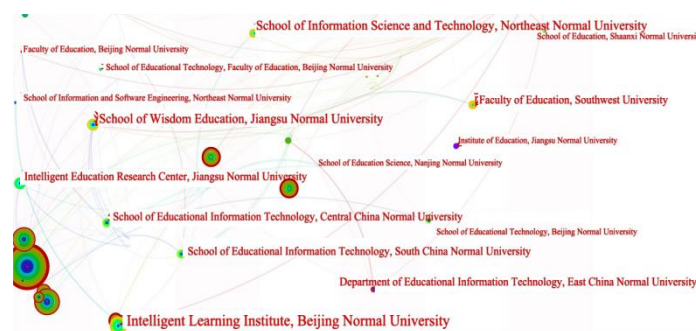 School of Information Science and Technology, Northeast Normal University
School of Education, Shaanxi Normal Universi
Faculty of Education, Beijing Normal University
School of Educational Technology, Faculty of Education, Beijing Normal University
School of Information and Software Engineering, Northeast Normal University
Faculty of Education, Southwest University
School of Wisdom Education, Jiangsu Normal University
Institute of Education, Jiangsu Normal University
School of Education Science, Nanjing Normal University
Intelligent Education Research Center, Jiangsu Normal University
School of Educational Information Technology, Central China Normal University
School of Educational Technology, Beijing Normal University
School of Educational Information Technology, South China Normal University
Department of Educational Information Technology, East China Normal University
Intelligent Learning Institute, Beijing Normal University